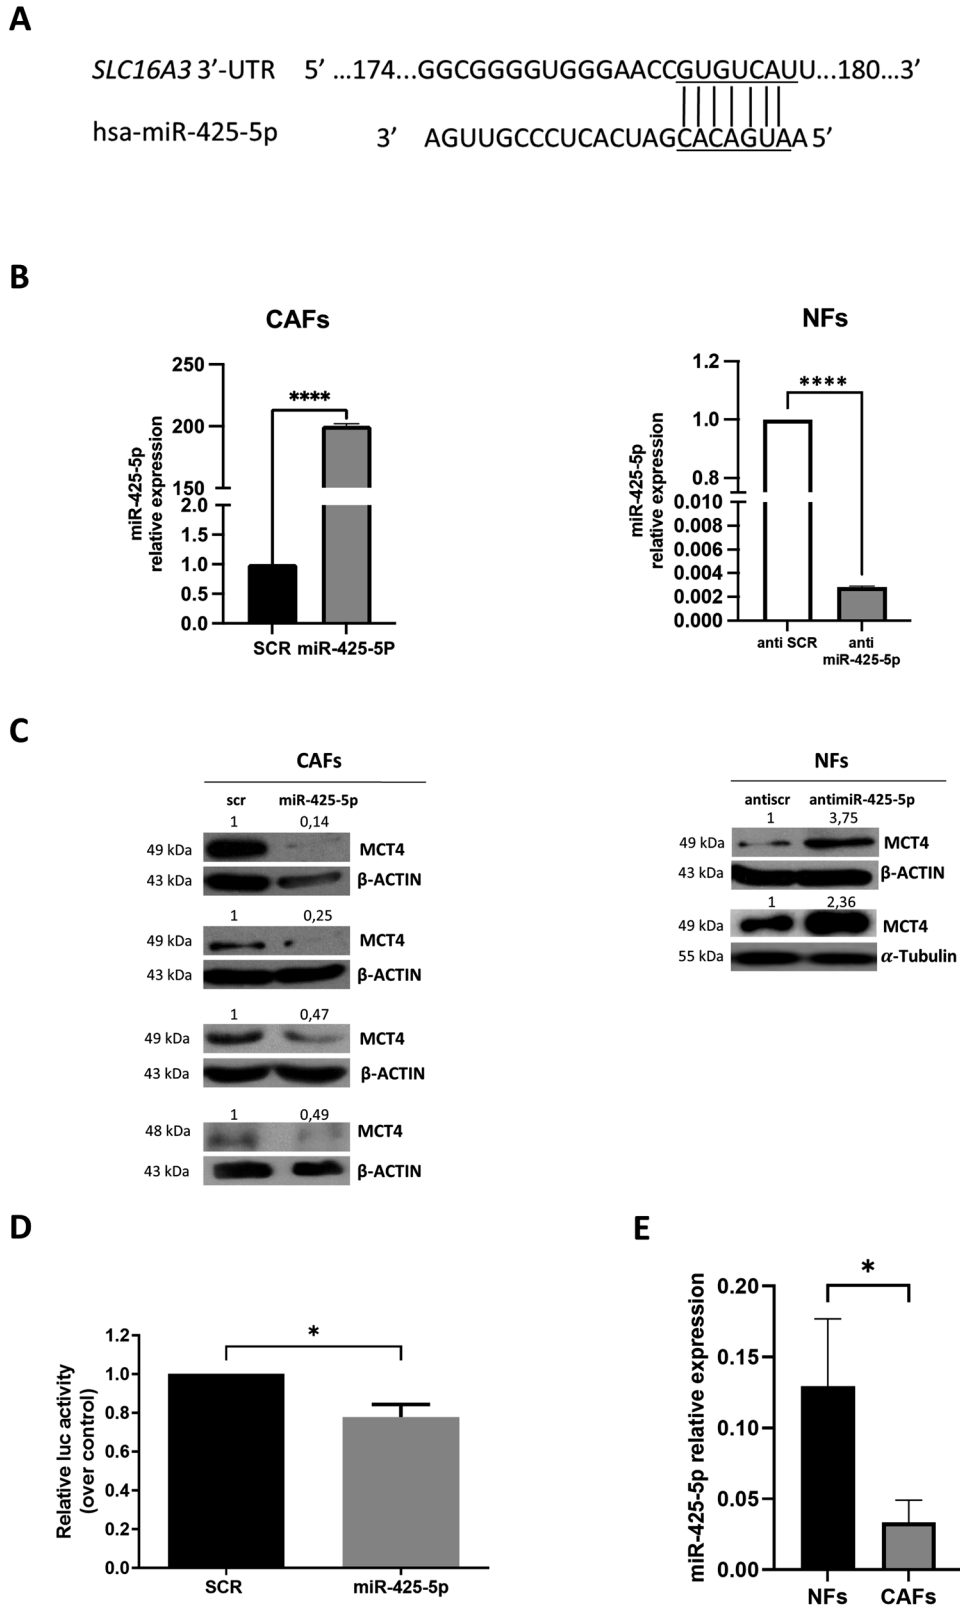 A
SLC16A3 3’-UTR 5’ ...174...GGCGGGGUGGGAACCGUGUCAUU...180...3’
hsa-miR-425-5p 3’ AGUUGCCCUCACUAGCACAGUAA 5’
B
CAFs
miR-425-5p
relative expression
250
200
150
2.0
1.5
1.0
0.5
0.0
****
SCR miR-425-5P
NFs
miR-425-5p
relative expression
1.2
1.0
0.8
0.010
0.008
0.006
0.004
0.002
0.000
****
anti SCR anti
miR-425-5p
C
CAFs
scr miR-425-5p
1 0,14
49 kDa MCT4
43 kDa β-ACTIN
1 0,25
49 kDa MCT4
43 kDa β-ACTIN
1 0,47
49 kDa MCT4
43 kDa β-ACTIN
1 0,49
48 kDa MCT4
43 kDa β-ACTIN
NFs
antiscr antimiR-425-5p
1 3,75
49 kDa MCT4
43 kDa β-ACTIN
1 2,36
49 kDa MCT4
55 kDa α-Tubulin
D
Relative luc activity
(over control)
1.2
1.0
0.8
0.6
0.4
0.2
0.0
*
SCR miR-425-5p
E
miR-425-5p relative expression
0.20
0.15
0.10
0.05
0.00
*
NFs CAFs